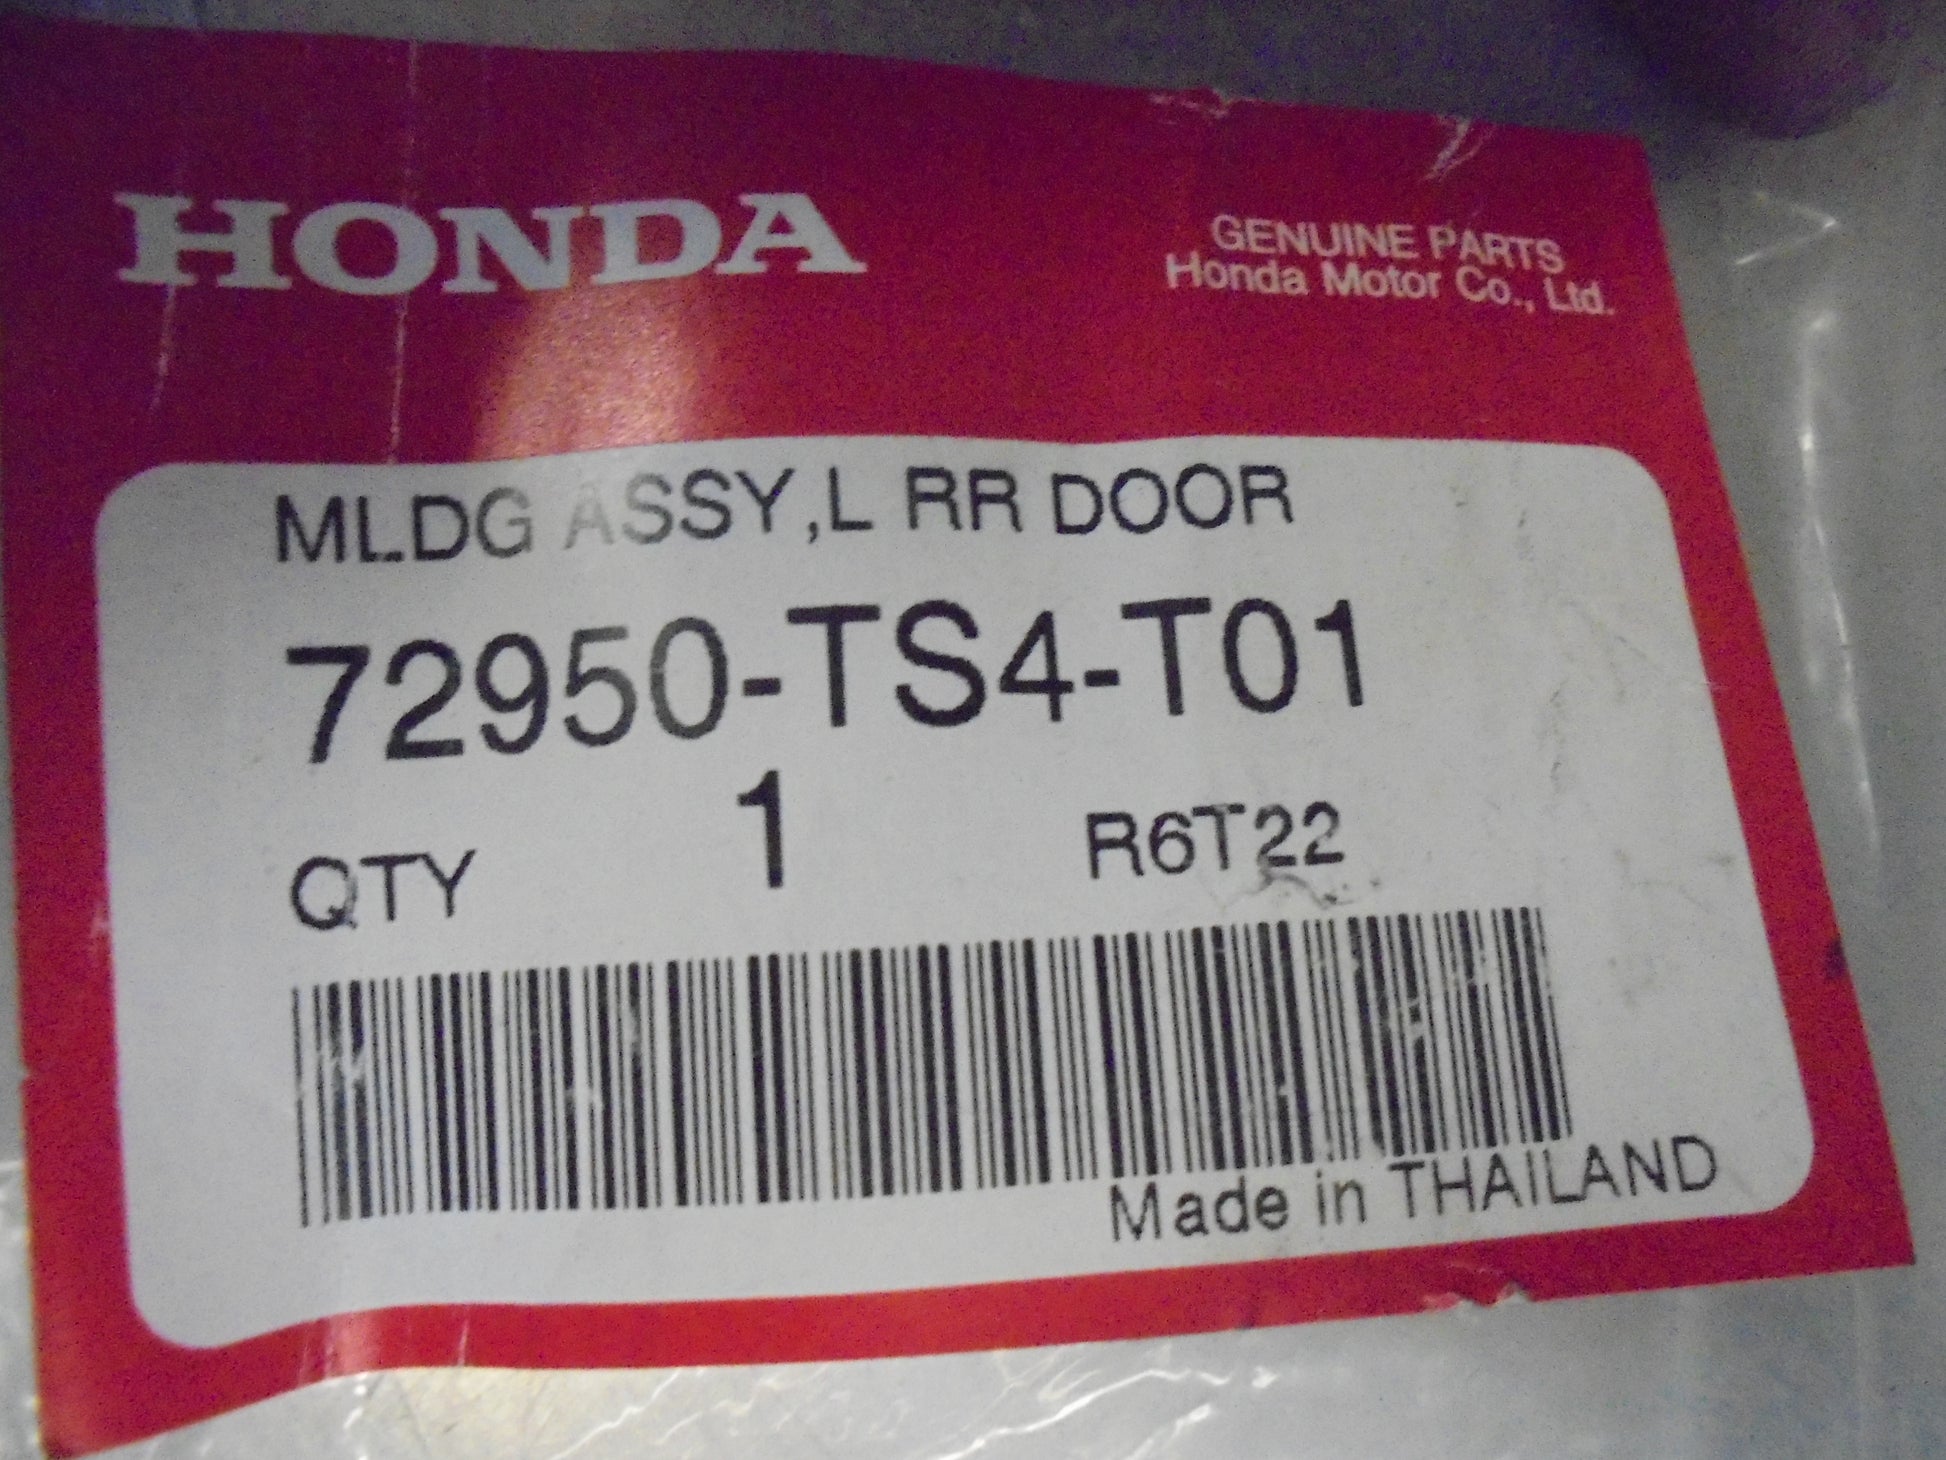 HONDA
GENUINE PARTS
Honda Motor Co., Ltd.
MLDG ASSY,L RR DOOR
72950-TS4-T01
QTY 1 R6T22
Made in THAILAND